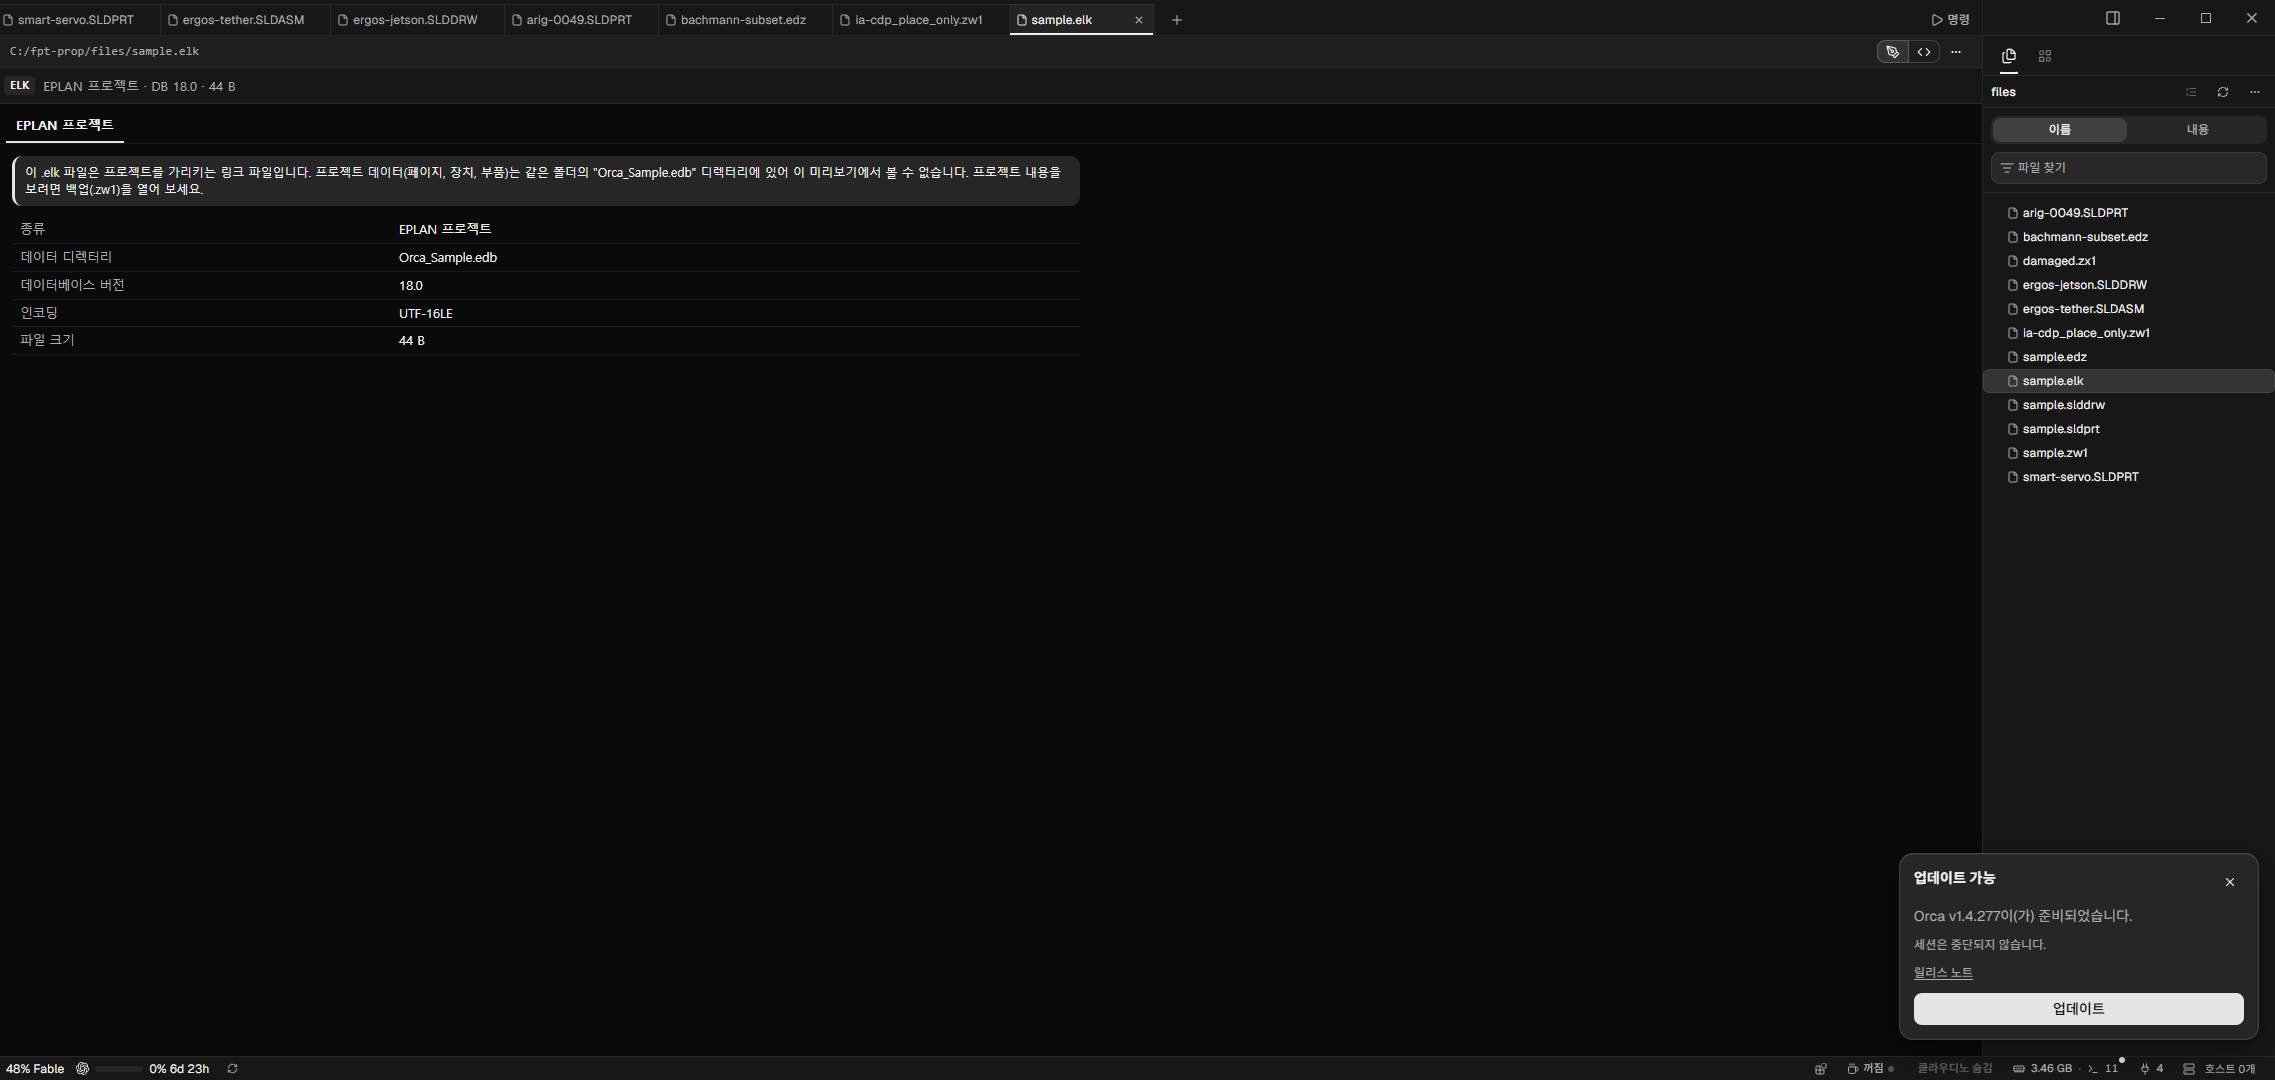 smart-servo.SLDPRT
ergos-tether.SLDASM
ergos-jetson.SLDDRW
arig-0049.SLDPRT
bachmann-subset.edz
ia-cdp_place_only.zw1
sample.elk
명령
C:/fpt-prop/files/sample.elk
ELK EPLAN 프로젝트 · DB 18.0 · 44 B
EPLAN 프로젝트
이 .elk 파일은 프로젝트를 가리키는 링크 파일입니다. 프로젝트 데이터(페이지, 장치, 부품)는 같은 폴더의 "Orca_Sample.edb" 디렉터리에 있어 이 미리보기에서 볼 수 없습니다. 프로젝트 내용을
보려면 백업(.zw1)을 열어 보세요.
종류 EPLAN 프로젝트
데이터 디렉터리 Orca_Sample.edb
데이터베이스 버전 18.0
인코딩 UTF-16LE
파일 크기 44 B
files
이름 내용
파일 찾기
arig-0049.SLDPRT
bachmann-subset.edz
damaged.zx1
ergos-jetson.SLDDRW
ergos-tether.SLDASM
ia-cdp_place_only.zw1
sample.edz
sample.elk
sample.slddrw
sample.sldprt
sample.zw1
smart-servo.SLDPRT
업데이트 가능
Orca v1.4.277이(가) 준비되었습니다.
세션은 중단되지 않습니다.
릴리스 노트
업데이트
48% Fable 0% 6d 23h
꺼짐 클라우디노 숨김 3.46 GB · 11 4 호스트 0개